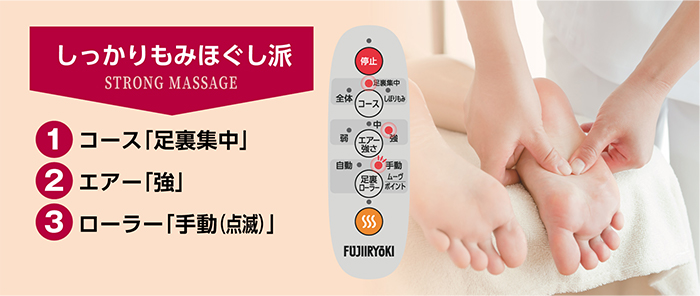 しっかりもみほぐし派
STRONG MASSAGE
1 コース「足裏集中」
2 エアー「強」
3 ローラー「手動(点滅)」
停止
足裏集中
全体 コース しぼりもみ
中
弱 エアー強さ 強
自動 手動
足裏ローラー ムーヴポイント
FUJIIRYOKI